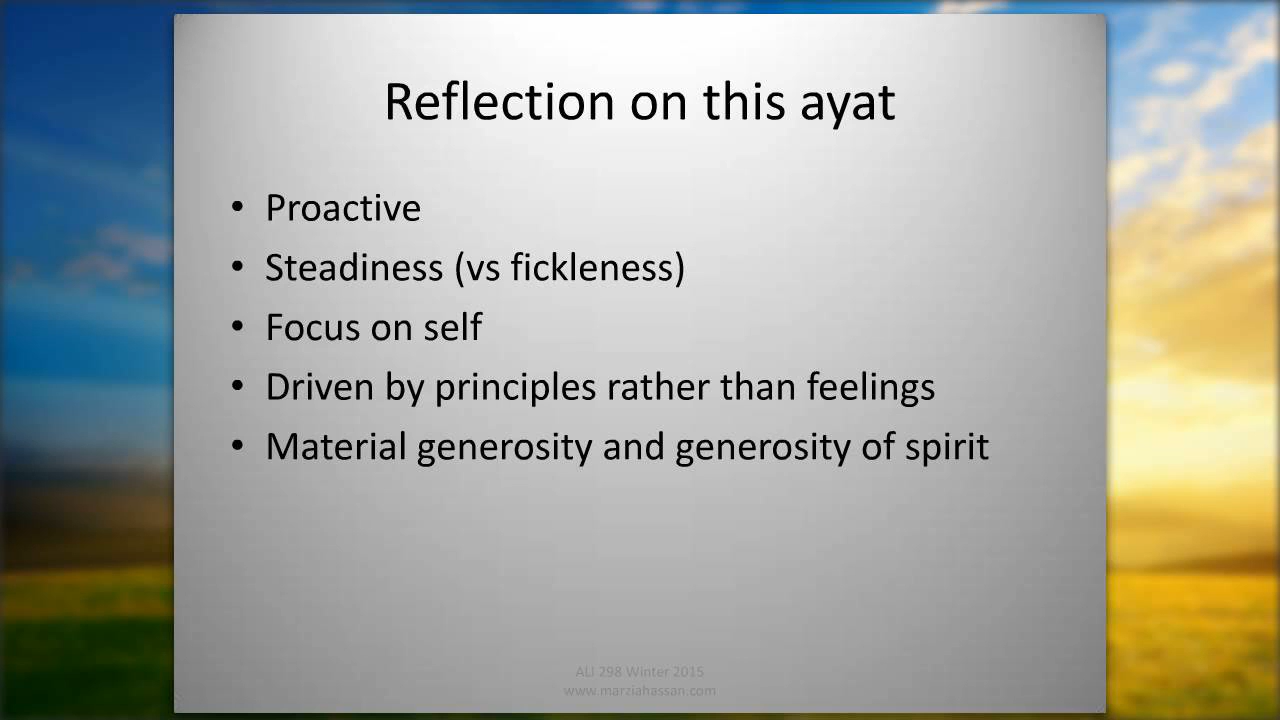 Reflection on this ayat
• Proactive
• Steadiness (vs fickleness)
• Focus on self
• Driven by principles rather than feelings
• Material generosity and generosity of spirit
ALI 298 Winter 2015
www.marziahassan.com